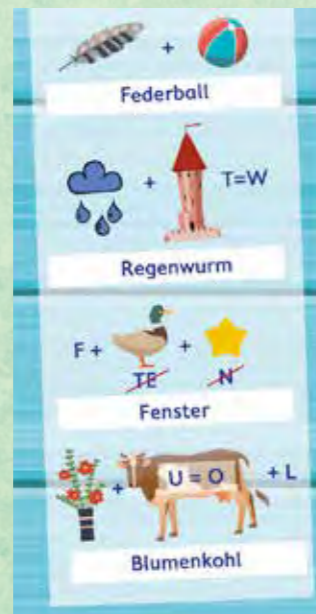 +
Federball
+ T=W
Regenwurm
F + +
TE N
Fenster
+ U = O + L
Blumenkohl